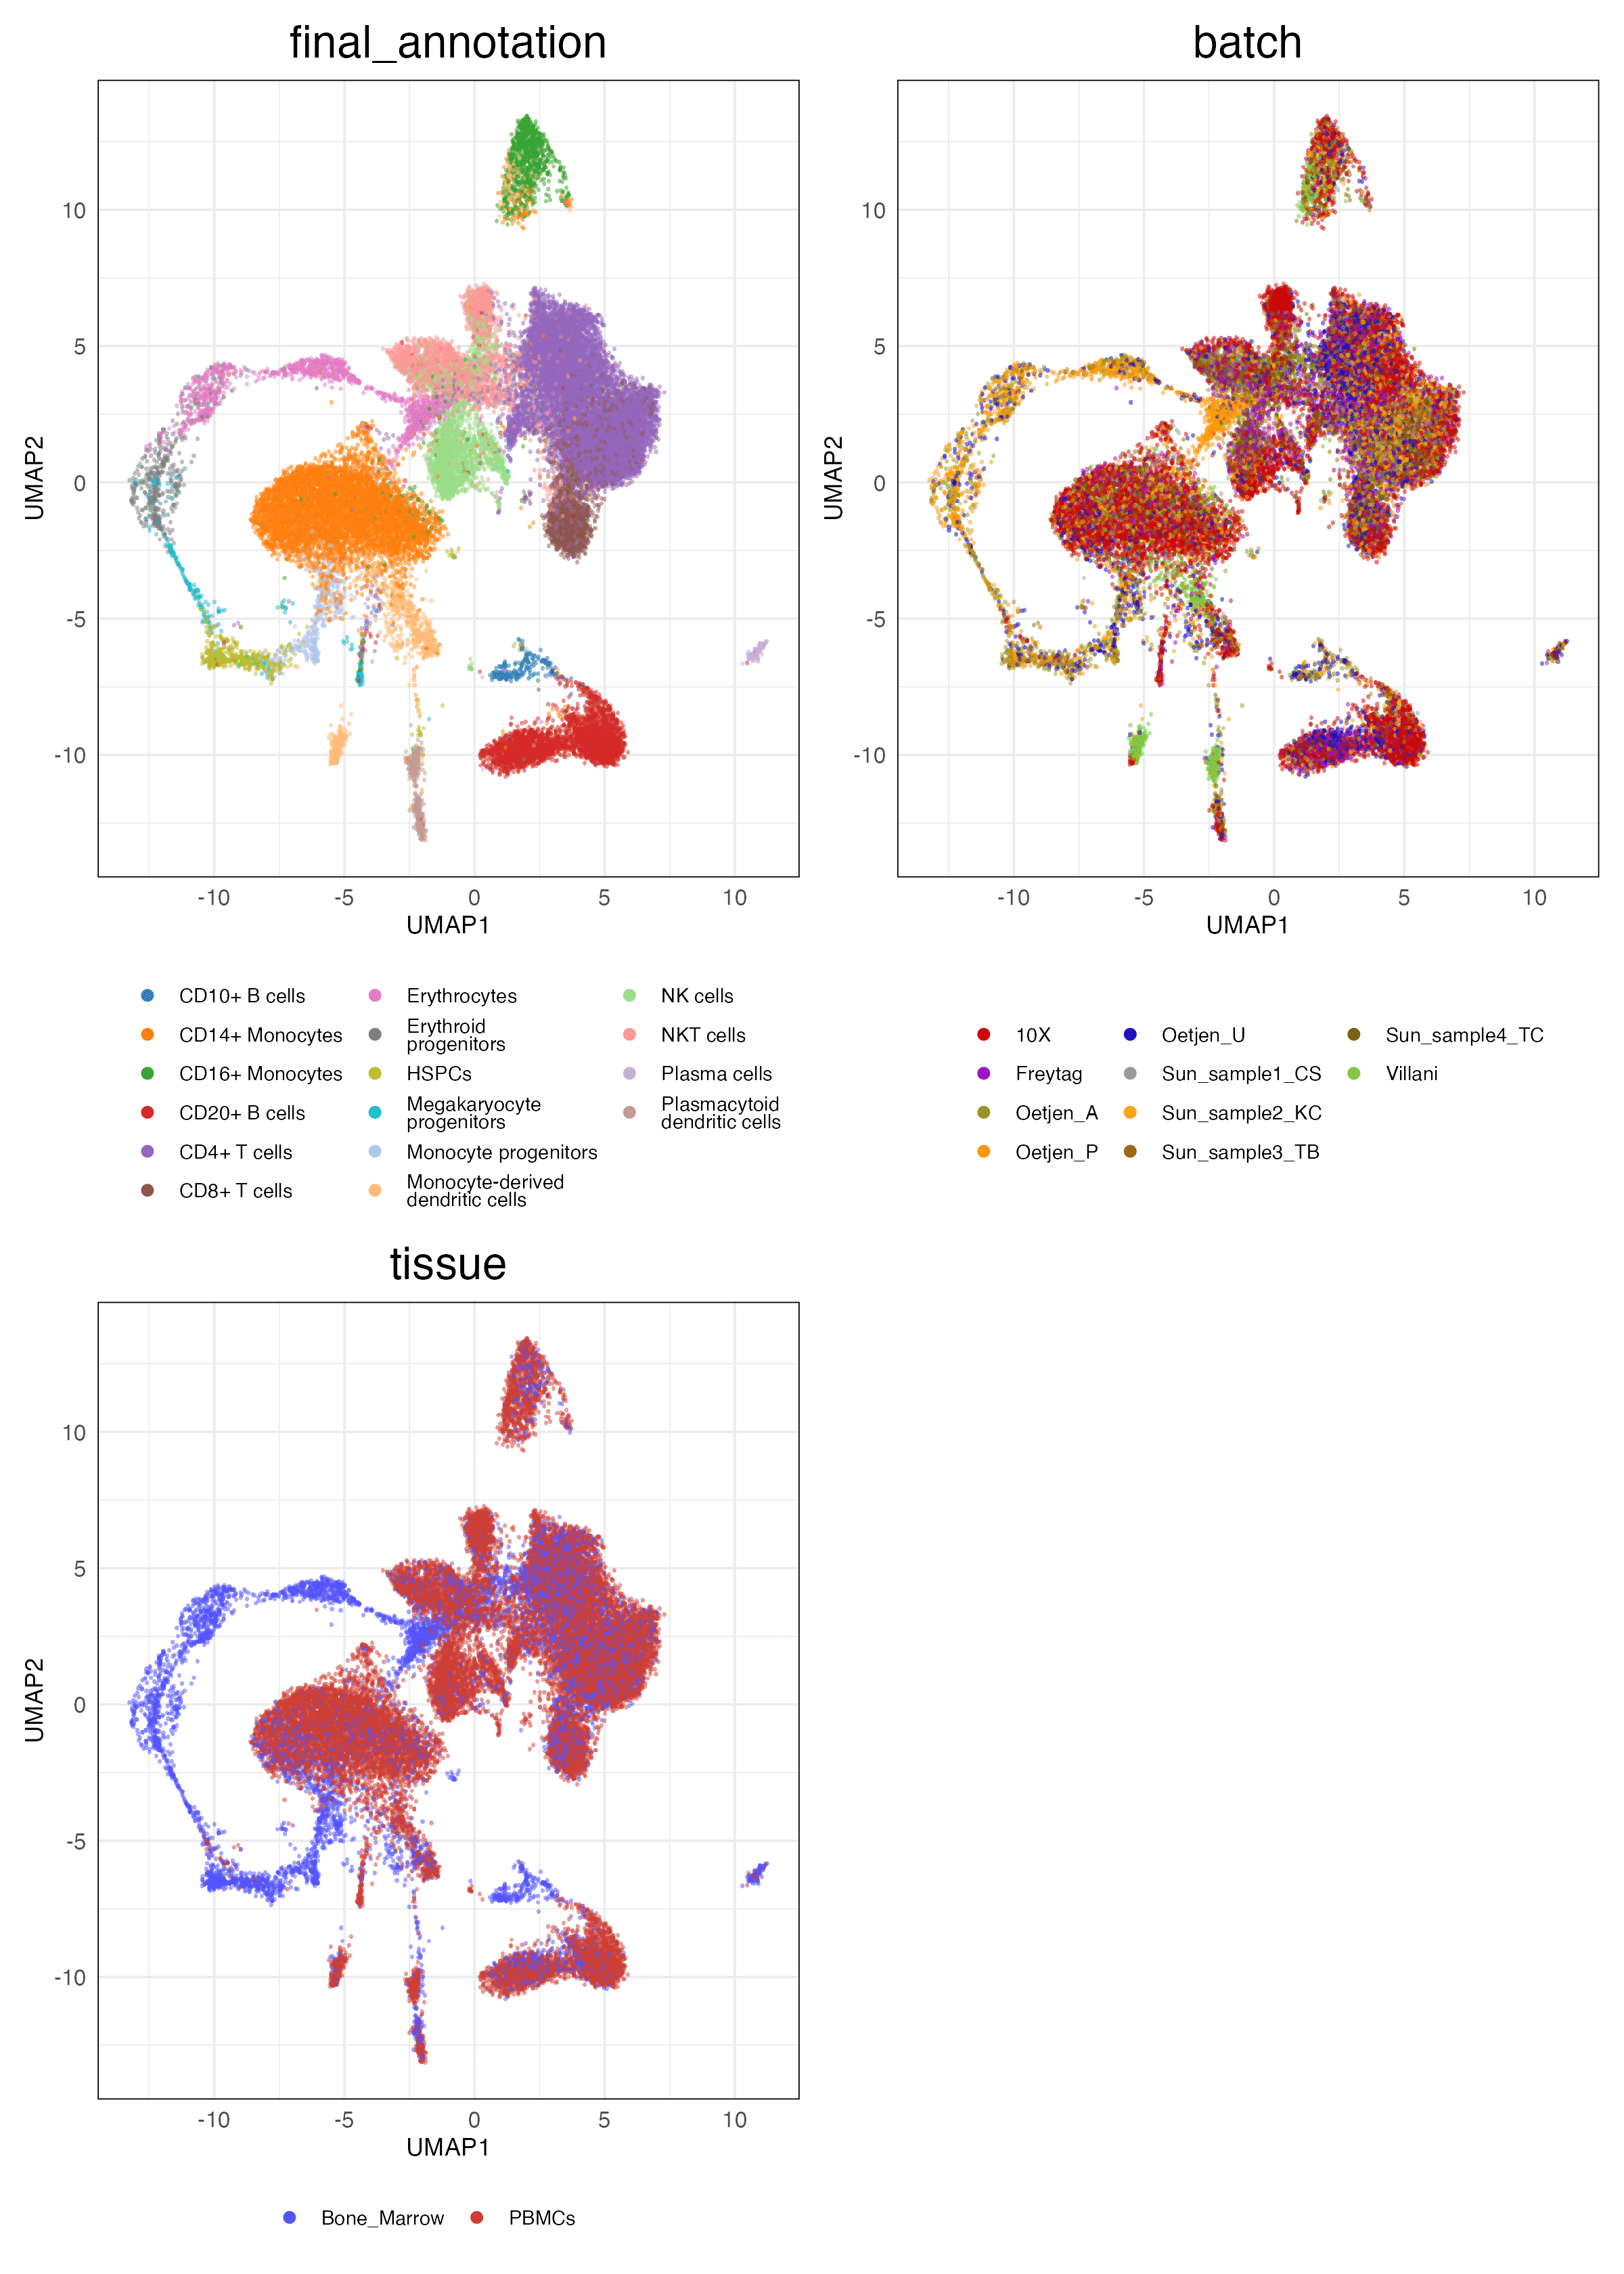 final_annotation
batch
10
5
0
-5
-10
UMAP2
-10
-5
0
5
10
UMAP1
10
5
0
-5
-10
UMAP2
-10
-5
0
5
10
UMAP1
CD10+ B cells
CD14+ Monocytes
CD16+ Monocytes
CD20+ B cells
CD4+ T cells
CD8+ T cells
Erythrocytes
Erythroid
progenitors
HSPCs
Megakaryocyte
progenitors
Monocyte progenitors
Monocyte-derived
dendritic cells
NK cells
NKT cells
Plasma cells
Plasmacytoid
dendritic cells
10X
Freytag
Oetjen_A
Oetjen_P
Oetjen_U
Sun_sample1_CS
Sun_sample2_KC
Sun_sample3_TB
Sun_sample4_TC
Villani
tissue
10
5
0
-5
-10
UMAP2
-10
-5
0
5
10
UMAP1
Bone_Marrow
PBMCs